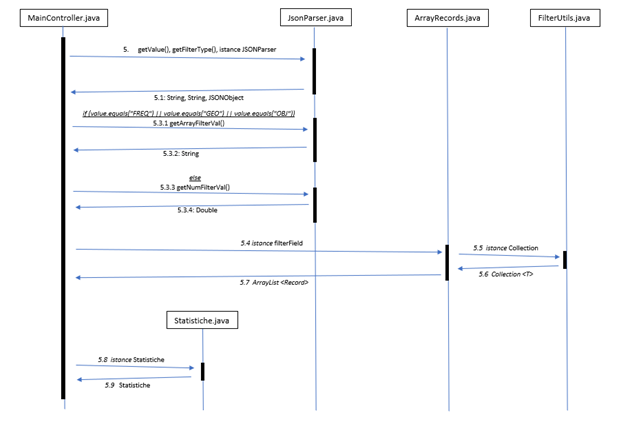 MainController.java
JsonParser.java
ArrayRecords.java
FilterUtils.java
5. getValue(), getFilterType(), istance JSONParser
5.1: String, String, JSONObject
if (value.equals("FREQ") || value.equals("GEO") || value.equals("OBJ"))
5.3.1 getArrayFilterVal()
5.3.2: String
else
5.3.3 getNumFilterVal()
5.3.4: Double
5.4 istance filterField
5.5 istance Collection
5.6 Collection <T>
5.7 ArrayList <Record>
Statistiche.java
5.8 istance Statistiche
5.9 Statistiche